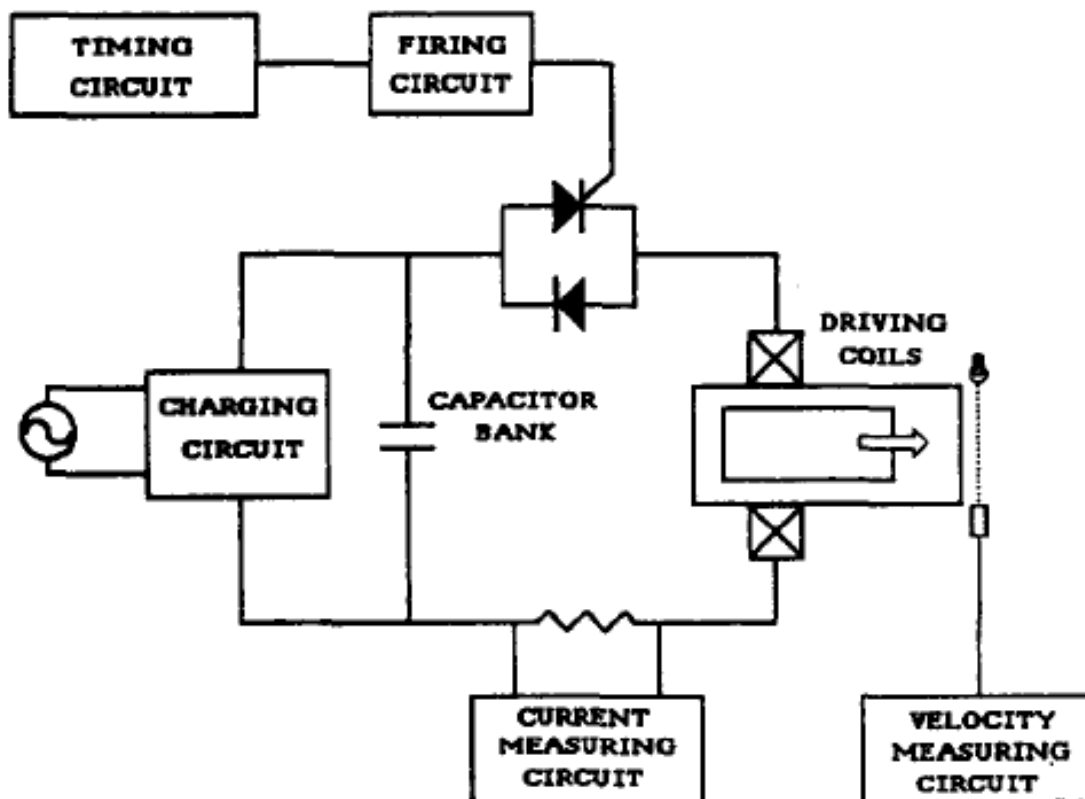 TIMING
CIRCUIT
FIRING
CIRCUIT
DRIVING
COILS
CHARGING
CIRCUIT
CAPACITOR
BANK
CURRENT
MEASURING
CIRCUIT
VELOCITY
MEASURING
CIRCUIT